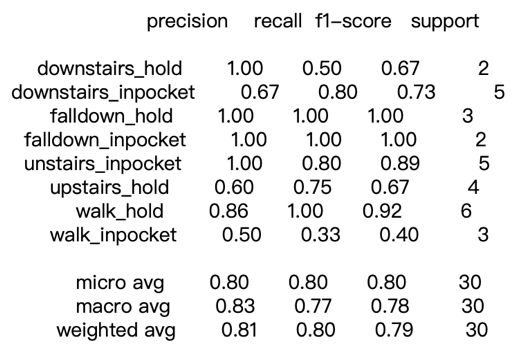 precision recall f1-score support
downstairs_hold 1.00 0.50 0.67 2
downstairs_inpocket 0.67 0.80 0.73 5
falldown_hold 1.00 1.00 1.00 3
falldown_inpocket 1.00 1.00 1.00 2
unstairs_inpocket 1.00 0.80 0.89 5
upstairs_hold 0.60 0.75 0.67 4
walk_hold 0.86 1.00 0.92 6
walk_inpocket 0.50 0.33 0.40 3
micro avg 0.80 0.80 0.80 30
macro avg 0.83 0.77 0.78 30
weighted avg 0.81 0.80 0.79 30